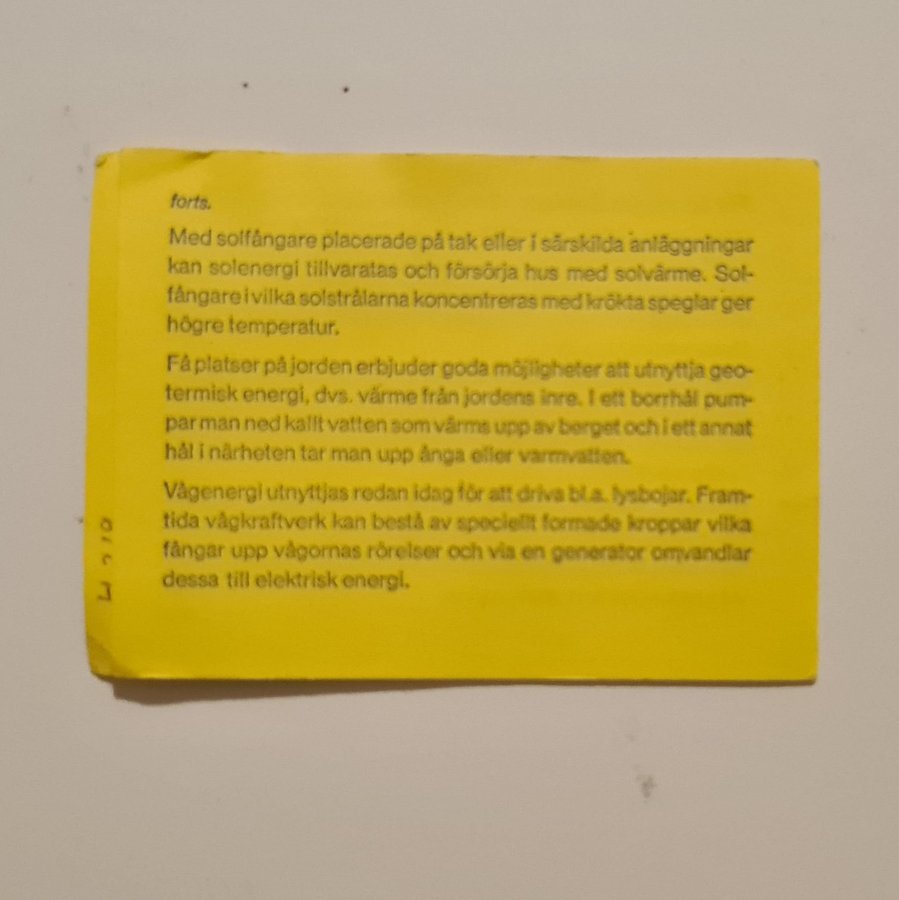 forts.
Med solfångare placerade på tak eller i särskilda anläggningar
kan solenergi tillvaratas och försörja hus med solvärme. Sol-
fångare i vilka solstrålarna koncentreras med krökta speglar ger
högre temperatur.
Få platser på jorden erbjuder goda möjligheter att utnyttja geo-
termisk energi, dvs. värme från jordens inre. I ett borrhål pum-
par man ned kallt vatten som värms upp av berget och i ett annat
hål i närheten tar man upp ånga eller varmvatten.
Vågenergi utnyttjas redan idag för att driva bl.a. lysbojar. Fram-
tida vågkraftverk kan bestå av speciellt formade kroppar vilka
fångar upp vågornas rörelser och via en generator omvandlar
dessa till elektrisk energi.